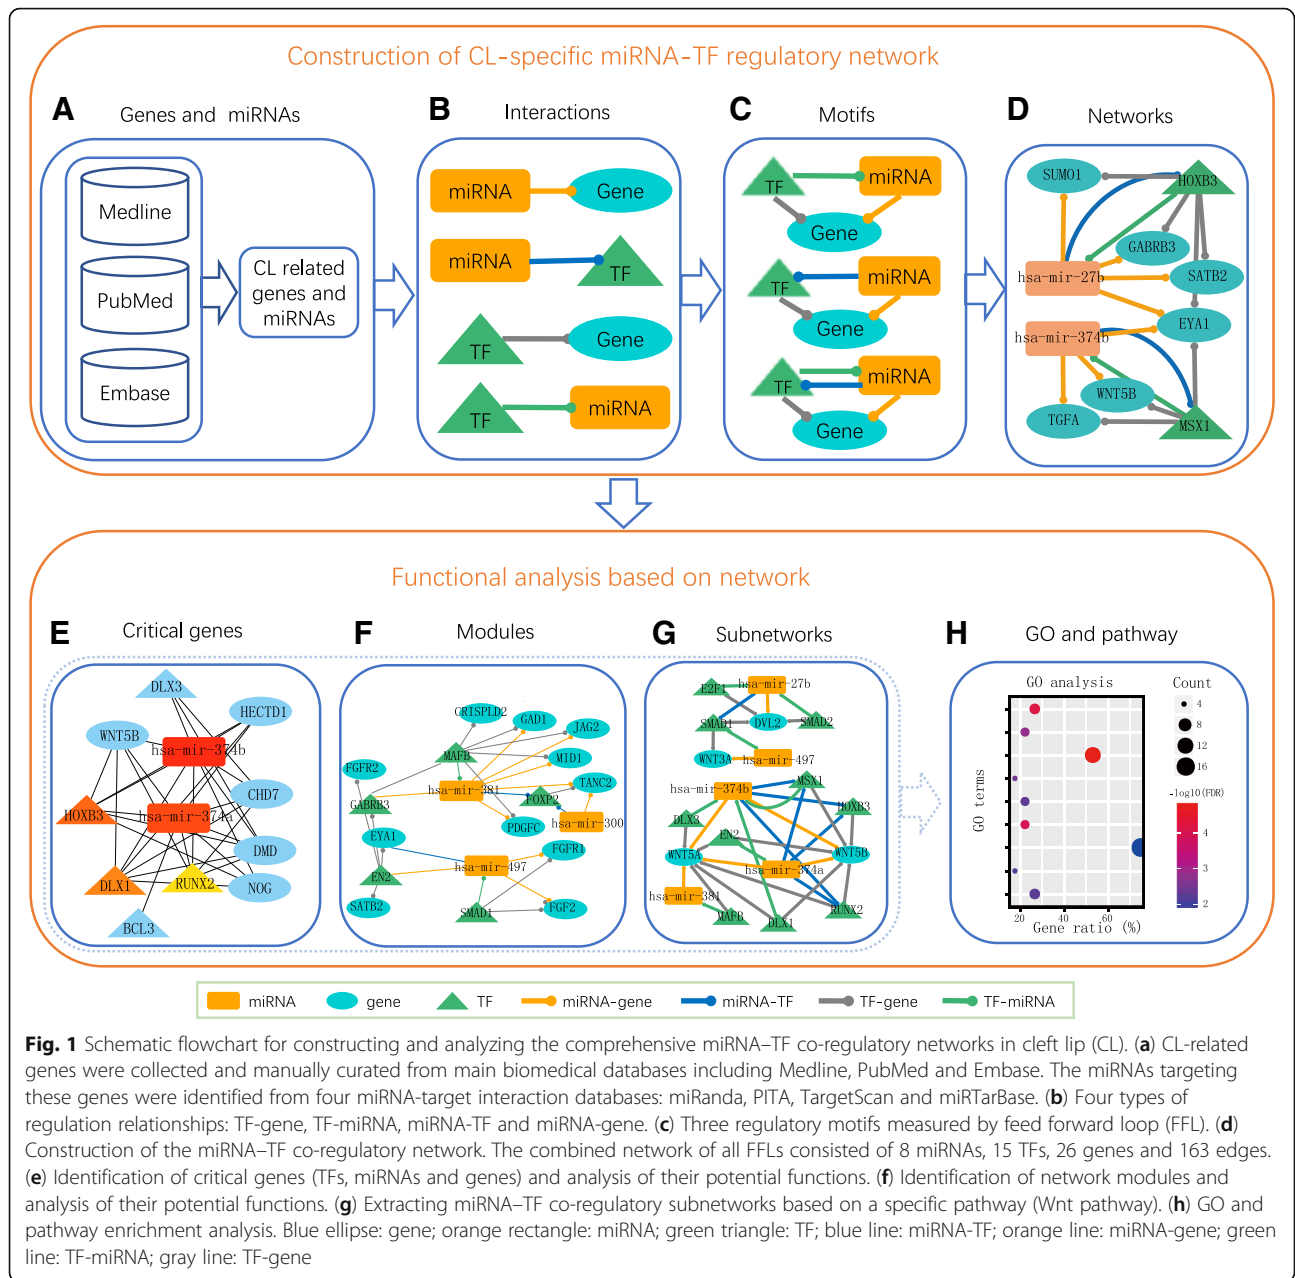 Construction of CL-specific miRNA-TF regulatory network
A
Genes and miRNAs
Medline
PubMed
Embase
CL related
genes and
miRNAs
B
Interactions
miRNA
Gene
miRNA
TF
TF
Gene
TF
miRNA
C
Motifs
TF
miRNA
Gene
TF
miRNA
Gene
TF
miRNA
Gene
D
Networks
SUMO1
HOXB3
GABRB3
hsa-mir-27b
SATB2
EYA1
hsa-mir-374b
WNT5B
TGFA
MSX1
Functional analysis based on network
E
Critical genes
DLX3
HECTD1
WNT5B
hsa-mir-374b
CHD7
HOXB3
hsa-mir-374a
DMD
DLX1
RUNX2
NOG
BCL3
F
Modules
CRISPLD2
GAD1
JAG2
MAFB
MID1
FGFR2
TANC2
hsa-mir-381
GABRB3
FOXP2
hsa-mir-300
PDGFC
EYA1
FGFR1
hsa-mir-497
EN2
SATB2
SMAD1
FGF2
G
Subnetworks
hsa-mir-27b
E2F1
SMAD1
DVL2
SMAD2
WNT3A
hsa-mir-497
MSX1
hsa-mir-374b
HOXB3
DLX3
EN2
WNT5A
WNT5B
hsa-mir-374a
hsa-mir-381
MAFB
DLX1
RUNX2
H
GO and pathway
GO analysis
GO terms
20
40
60
Gene ratio (%)
Count
4
8
12
16
-log10(FDR)
4
3
2
miRNA
gene
TF
miRNA-gene
miRNA-TF
TF-gene
TF-miRNA
Fig. 1 Schematic flowchart for constructing and analyzing the comprehensive miRNA–TF co-regulatory networks in cleft lip (CL). (a) CL-related
genes were collected and manually curated from main biomedical databases including Medline, PubMed and Embase. The miRNAs targeting
these genes were identified from four miRNA-target interaction databases: miRanda, PITA, TargetScan and miRTarBase. (b) Four types of
regulation relationships: TF-gene, TF-miRNA, miRNA-TF and miRNA-gene. (c) Three regulatory motifs measured by feed forward loop (FFL). (d)
Construction of the miRNA–TF co-regulatory network. The combined network of all FFLs consisted of 8 miRNAs, 15 TFs, 26 genes and 163 edges.
(e) Identification of critical genes (TFs, miRNAs and genes) and analysis of their potential functions. (f) Identification of network modules and
analysis of their potential functions. (g) Extracting miRNA–TF co-regulatory subnetworks based on a specific pathway (Wnt pathway). (h) GO and
pathway enrichment analysis. Blue ellipse: gene; orange rectangle: miRNA; green triangle: TF; blue line: miRNA-TF; orange line: miRNA-gene; green
line: TF-miRNA; gray line: TF-gene